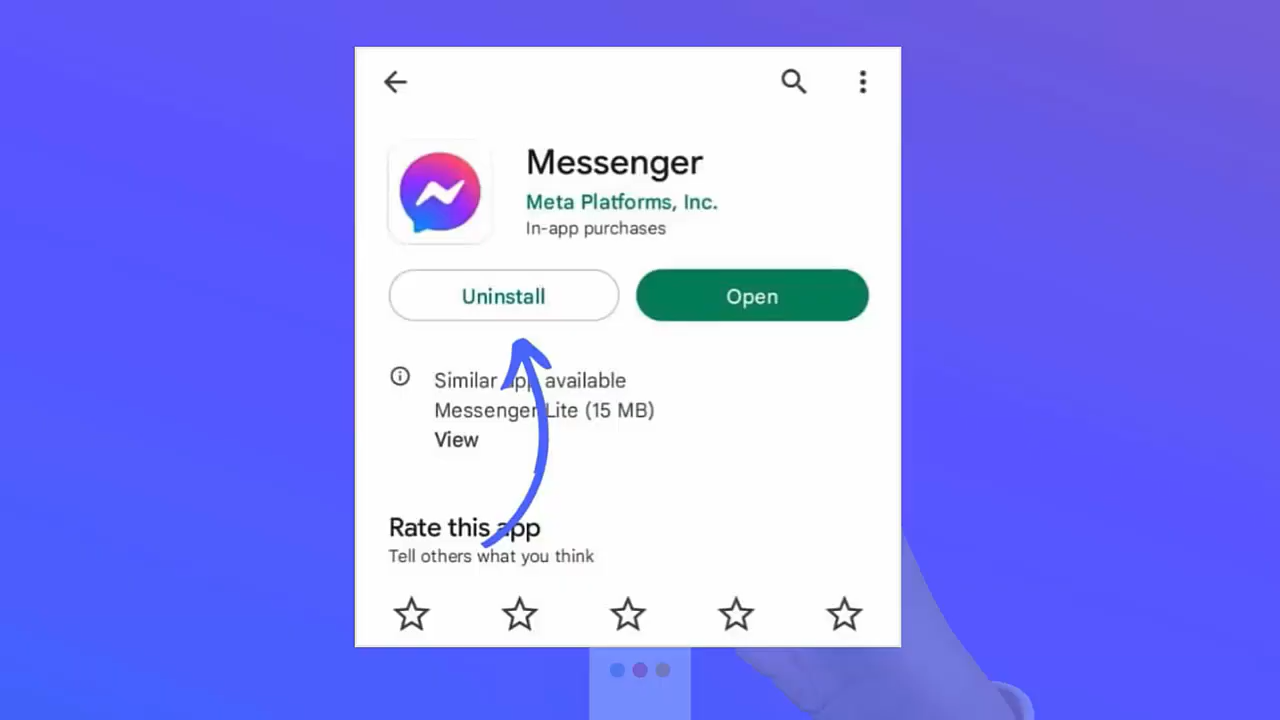 Messenger
Meta Platforms, Inc.
In-app purchases
Uninstall
Open
Similar app available
Messenger Lite (15 MB)
View
Rate this app
Tell others what you think